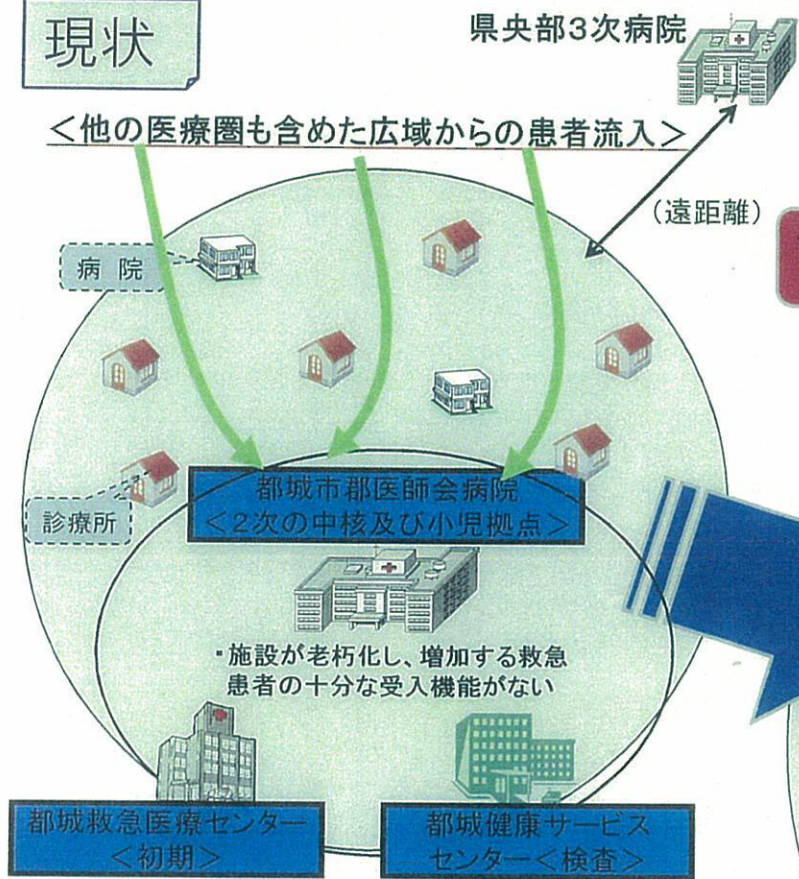 現状
県央部3次病院
＜他の医療圏も含めた広域からの患者流入＞
(遠距離)
病 院
診療所
都城市郡医師会病院
＜2次の中核及び小児拠点＞
・施設が老朽化し、増加する救急
患者の十分な受入機能がない
都城救急医療センター
＜初期＞
都城健康サービス
センター＜検査＞